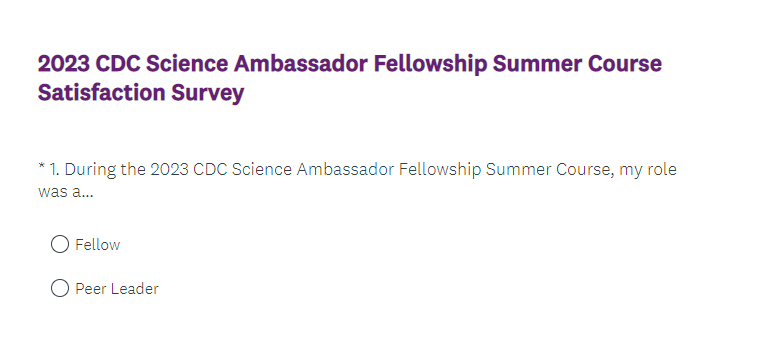 2023 CDC Science Ambassador Fellowship Summer Course
Satisfaction Survey
* 1. During the 2023 CDC Science Ambassador Fellowship Summer Course, my role
was a...
Fellow
Peer Leader